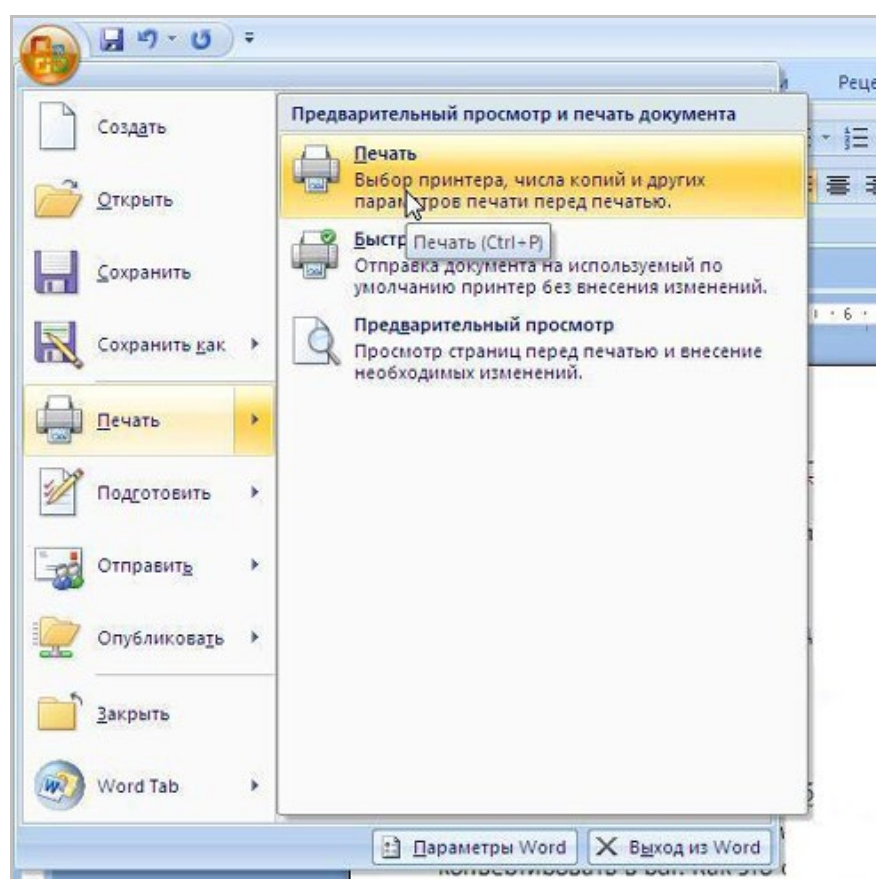 Реце
Создать
Открыть
Сохранить
Сохранить как
Печать
Подготовить
Отправить
Опубликовать
Закрыть
Word Tab
Предварительный просмотр и печать документа
Печать
Выбор принтера, числа копий и других
параметров печати перед печатью.
Быстр
Печать (Ctrl+P)
Отправка документа на используемый по
умолчанию принтер без внесения изменений.
Предварительный просмотр
Просмотр страниц перед печатью и внесение
необходимых изменений.
6
Параметры Word
Выход из Word